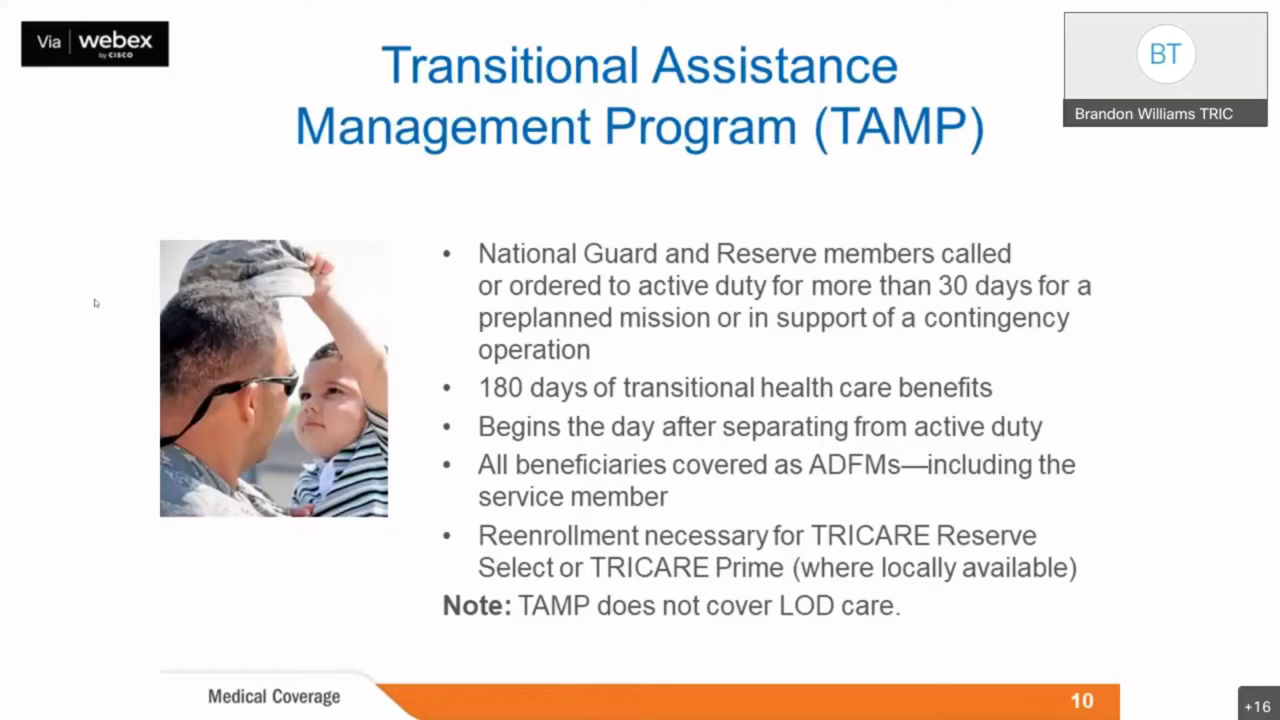 Via webex
by CISCO
Transitional Assistance
Management Program (TAMP)
BT
Brandon Williams TRIC
• National Guard and Reserve members called
or ordered to active duty for more than 30 days for a
preplanned mission or in support of a contingency
operation
• 180 days of transitional health care benefits
• Begins the day after separating from active duty
• All beneficiaries covered as ADFMs—including the
service member
• Reenrollment necessary for TRICARE Reserve
Select or TRICARE Prime (where locally available)
Note: TAMP does not cover LOD care.
Medical Coverage
10
+16